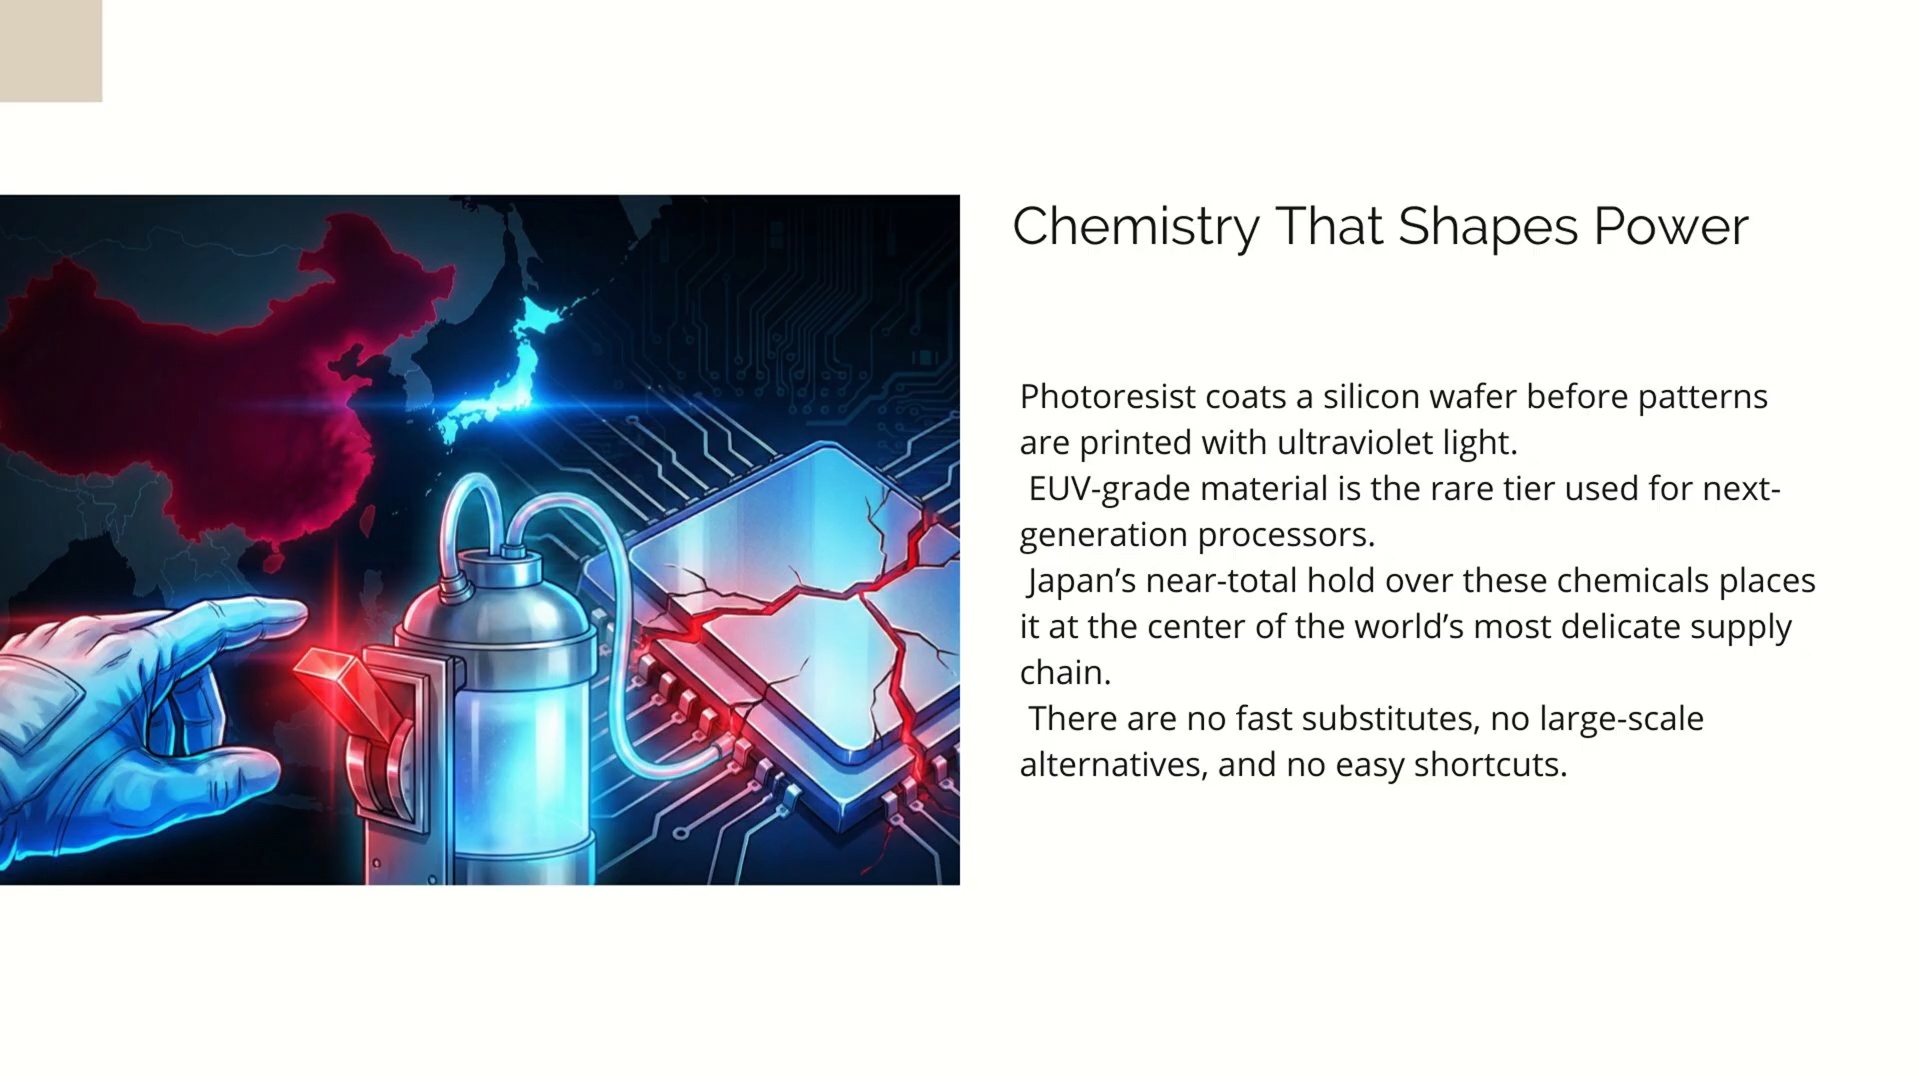 Chemistry That Shapes Power
Photoresist coats a silicon wafer before patterns
are printed with ultraviolet light.
EUV-grade material is the rare tier used for next-
generation processors.
Japan’s near-total hold over these chemicals places
it at the center of the world’s most delicate supply
chain.
There are no fast substitutes, no large-scale
alternatives, and no easy shortcuts.